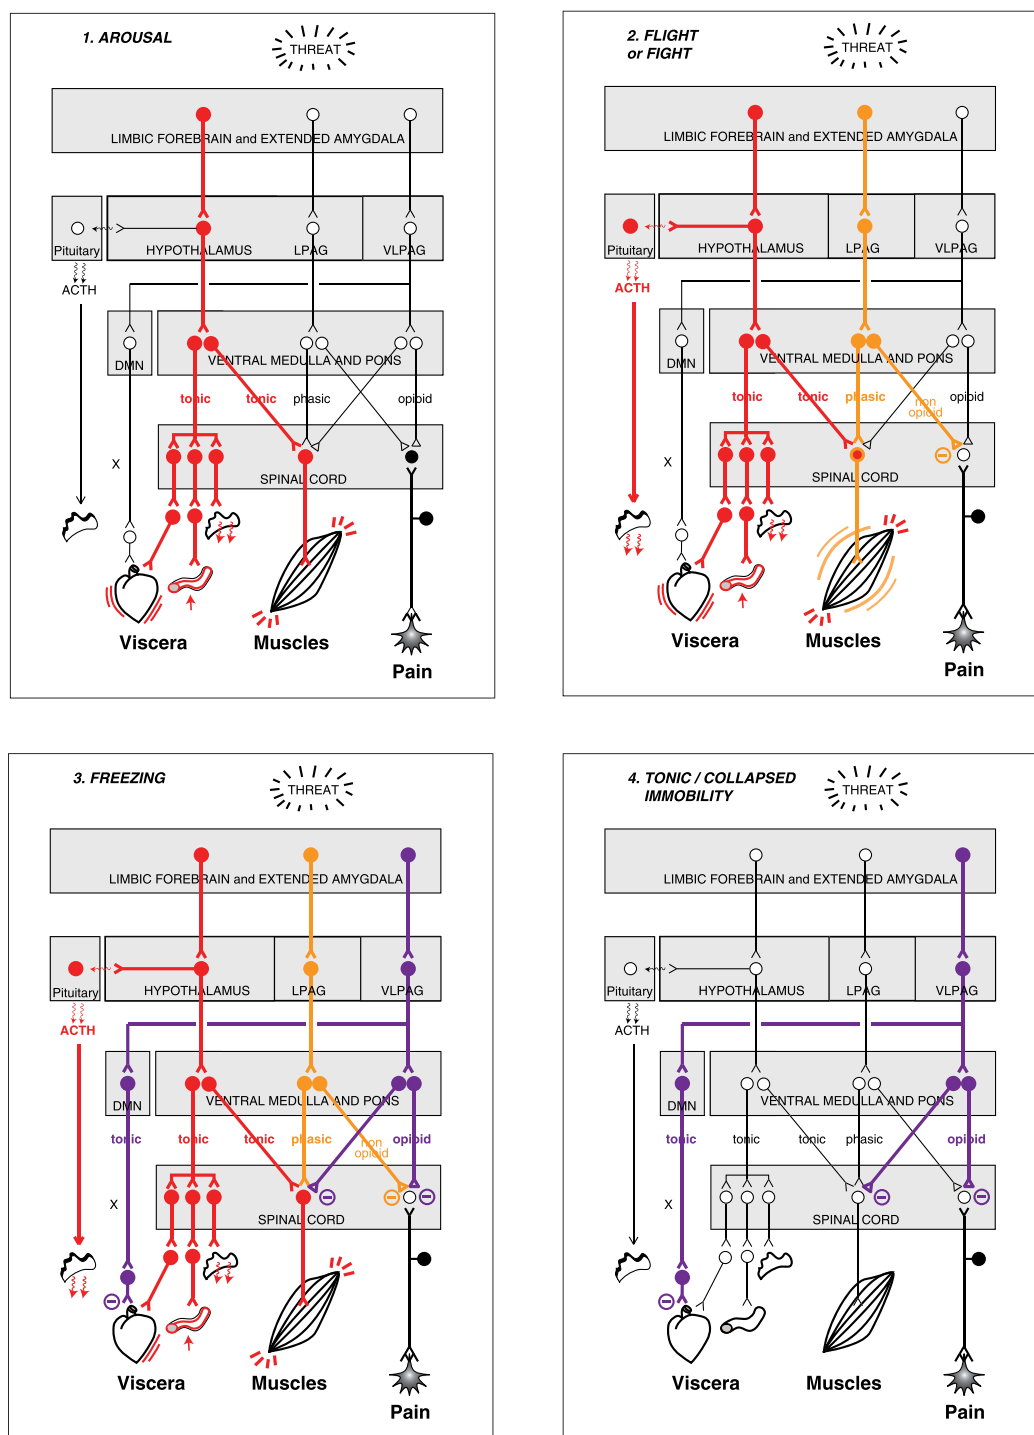 1. AROUSAL
THREAT
LIMBIC FOREBRAIN and EXTENDED AMYGDALA
Pituitary
HYPOTHALAMUS
LPAG
VLPAG
ACTH
DMN
VENTRAL MEDULLA AND PONS
tonic
tonic
phasic
opioid
X
SPINAL CORD
Viscera
Muscles
Pain
2. FLIGHT
or FIGHT
THREAT
LIMBIC FOREBRAIN and EXTENDED AMYGDALA
Pituitary
HYPOTHALAMUS
LPAG
VLPAG
ACTH
DMN
VENTRAL MEDULLA AND PONS
tonic
tonic
phasic
non
opioid
opioid
X
SPINAL CORD
Viscera
Muscles
Pain
3. FREEZING
THREAT
LIMBIC FOREBRAIN and EXTENDED AMYGDALA
Pituitary
HYPOTHALAMUS
LPAG
VLPAG
ACTH
DMN
VENTRAL MEDULLA AND PONS
tonic
tonic
tonic
phasic
non
opioid
opioid
X
SPINAL CORD
Viscera
Muscles
Pain
4. TONIC / COLLAPSED
IMMOBILITY
THREAT
LIMBIC FOREBRAIN and EXTENDED AMYGDALA
Pituitary
HYPOTHALAMUS
LPAG
VLPAG
ACTH
DMN
VENTRAL MEDULLA AND PONS
tonic
tonic
tonic
phasic
opioid
X
SPINAL CORD
Viscera
Muscles
Pain